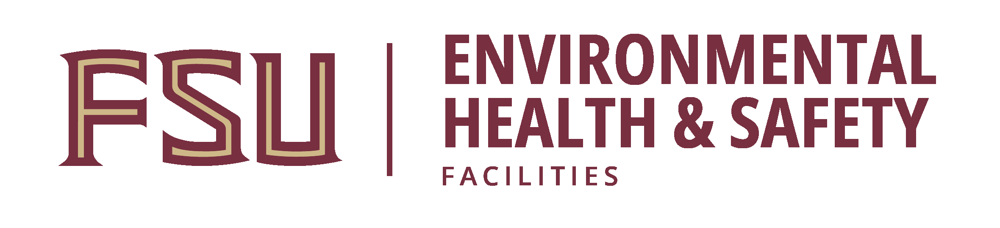 FSU
ENVIRONMENTAL
HEALTH & SAFETY
FACILITIES